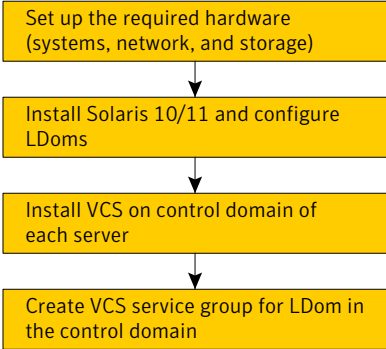 Set up the required hardware
(systems, network, and storage)
Install Solaris 10/11 and configure
LDoms
Install VCS on control domain of
each server
Create VCS service group for LDom in
the control domain